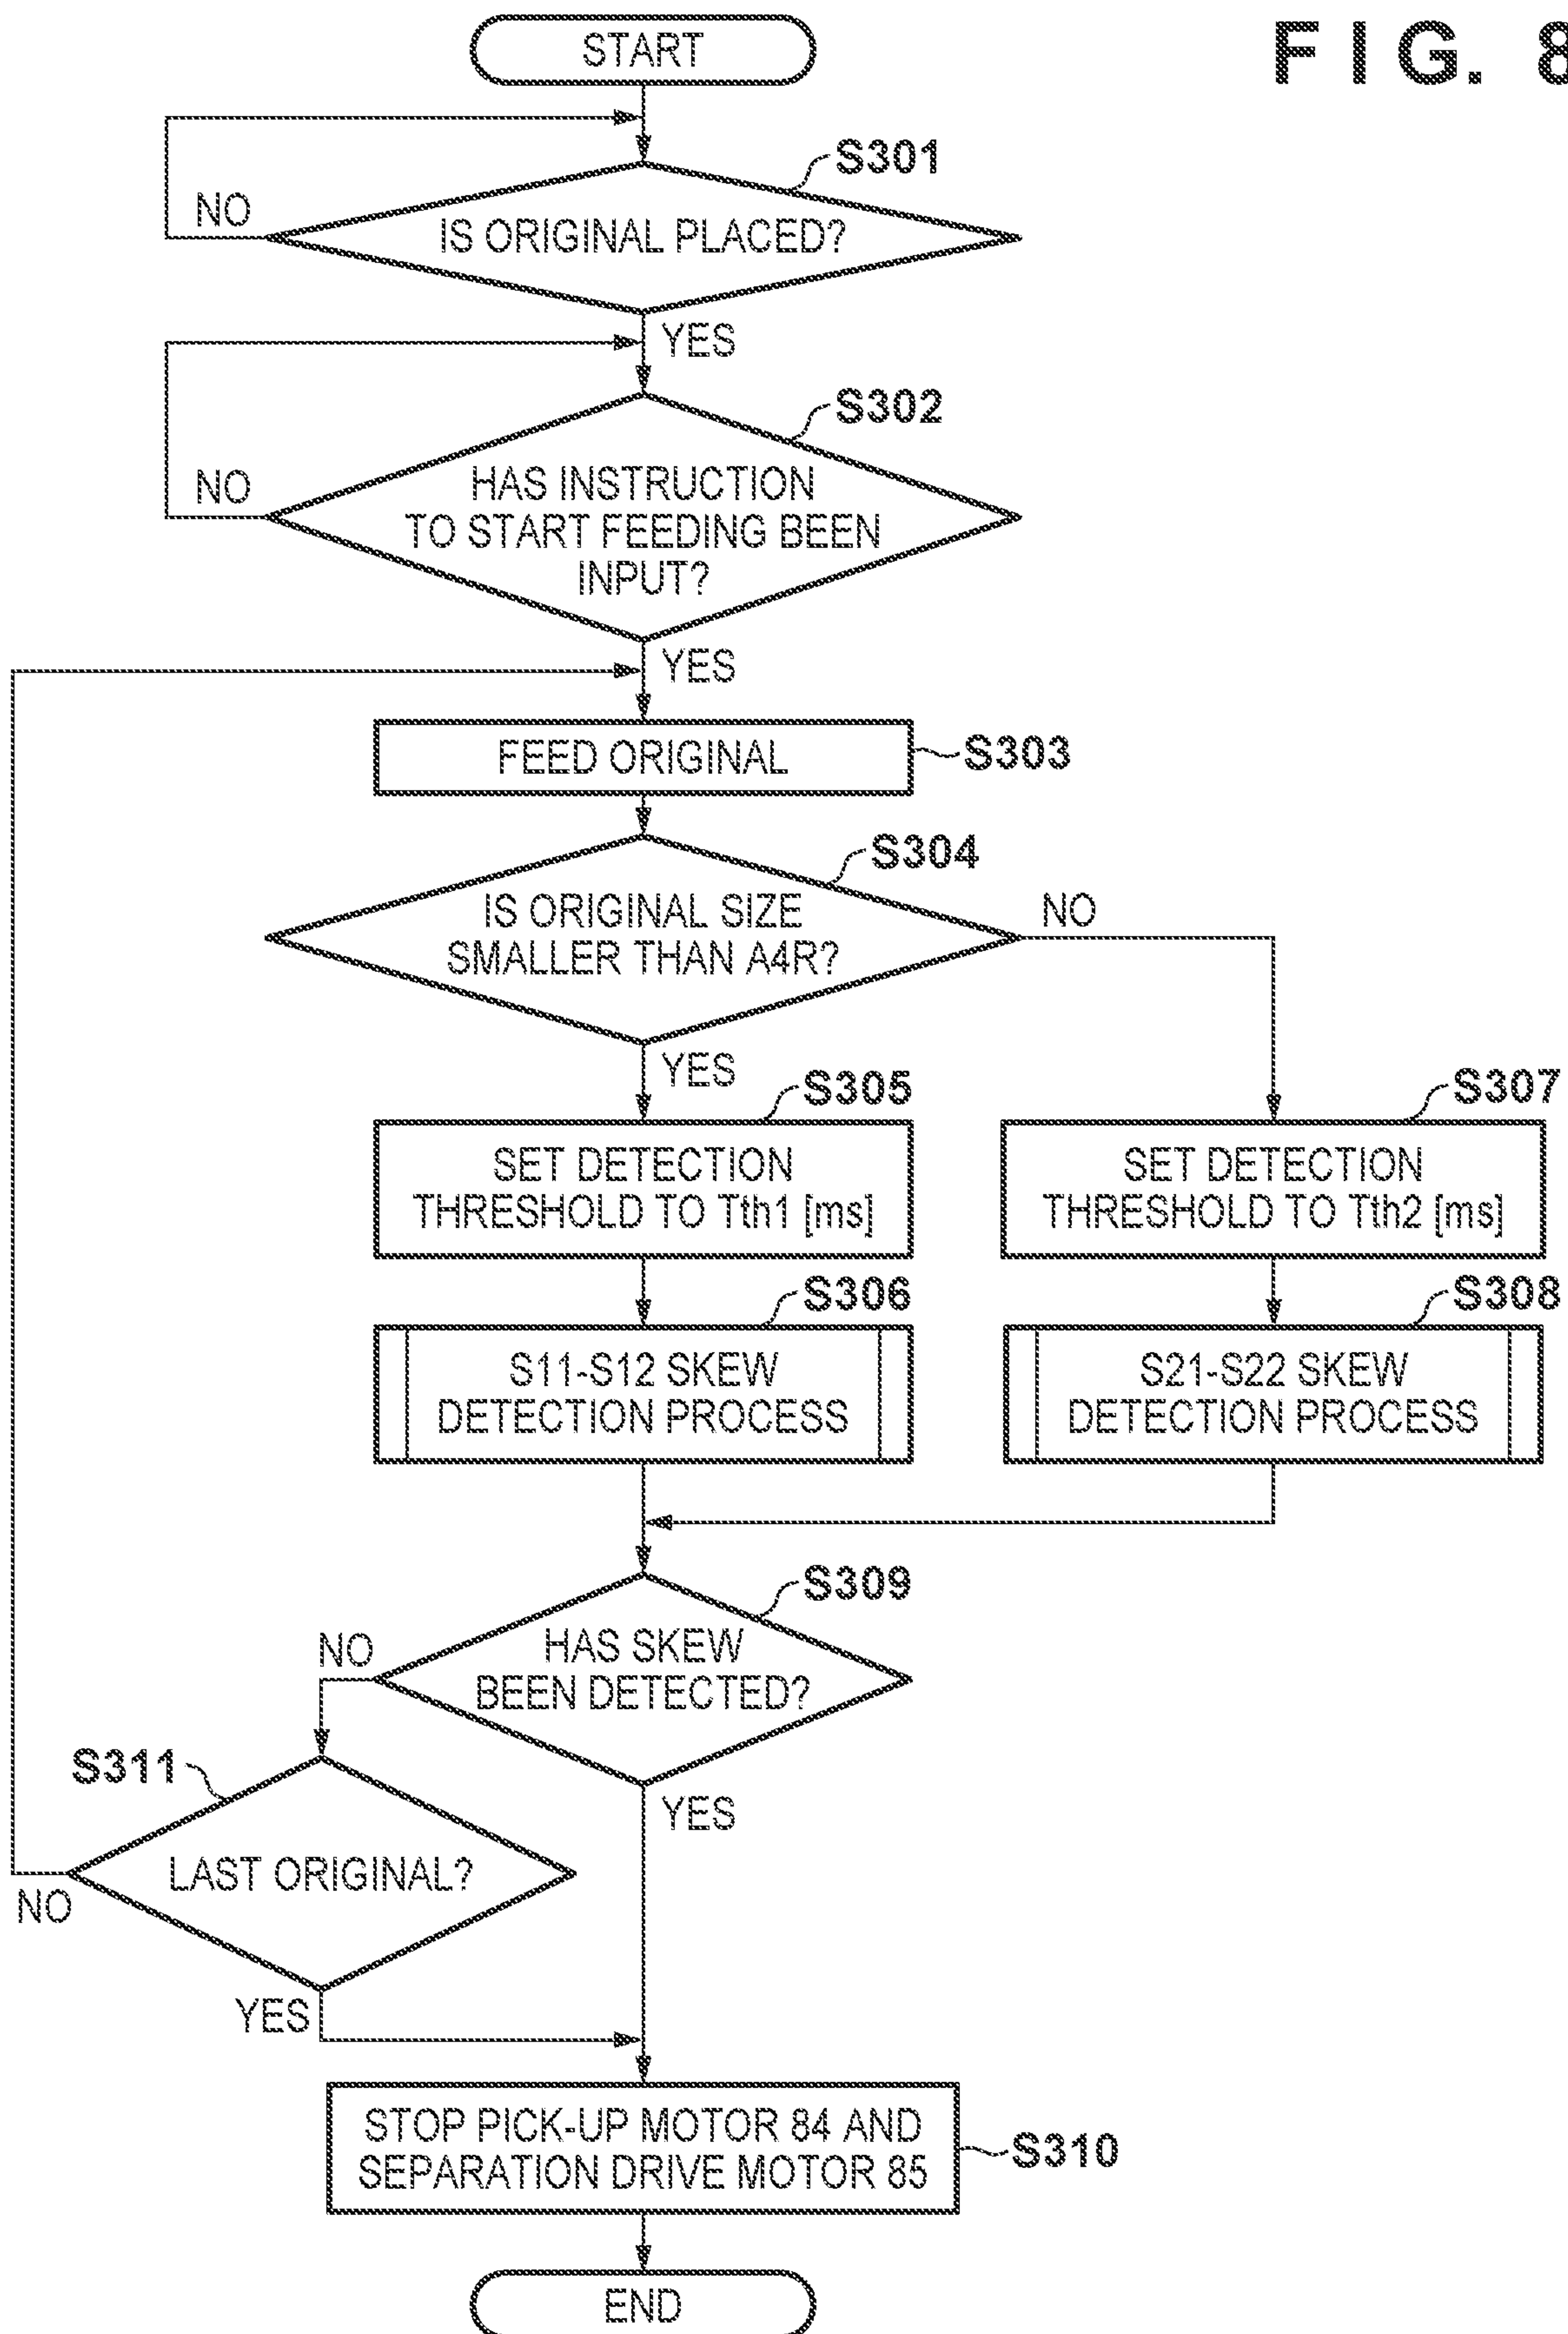 FIG. 8
START
S301
NO
IS ORIGINAL PLACED?
YES
S302
NO
HAS INSTRUCTION
TO START FEEDING BEEN
INPUT?
YES
FEED ORIGINAL
S303
S304
IS ORIGINAL SIZE
SMALLER THAN A4R?
NO
YES
S305
SET DETECTION
THRESHOLD TO Tth1 [ms]
S307
SET DETECTION
THRESHOLD TO Tth2 [ms]
S306
S11-S12 SKEW
DETECTION PROCESS
S308
S21-S22 SKEW
DETECTION PROCESS
S309
NO
HAS SKEW
BEEN DETECTED?
YES
S311
LAST ORIGINAL?
NO
YES
STOP PICK-UP MOTOR 84 AND
SEPARATION DRIVE MOTOR 85
S310
END